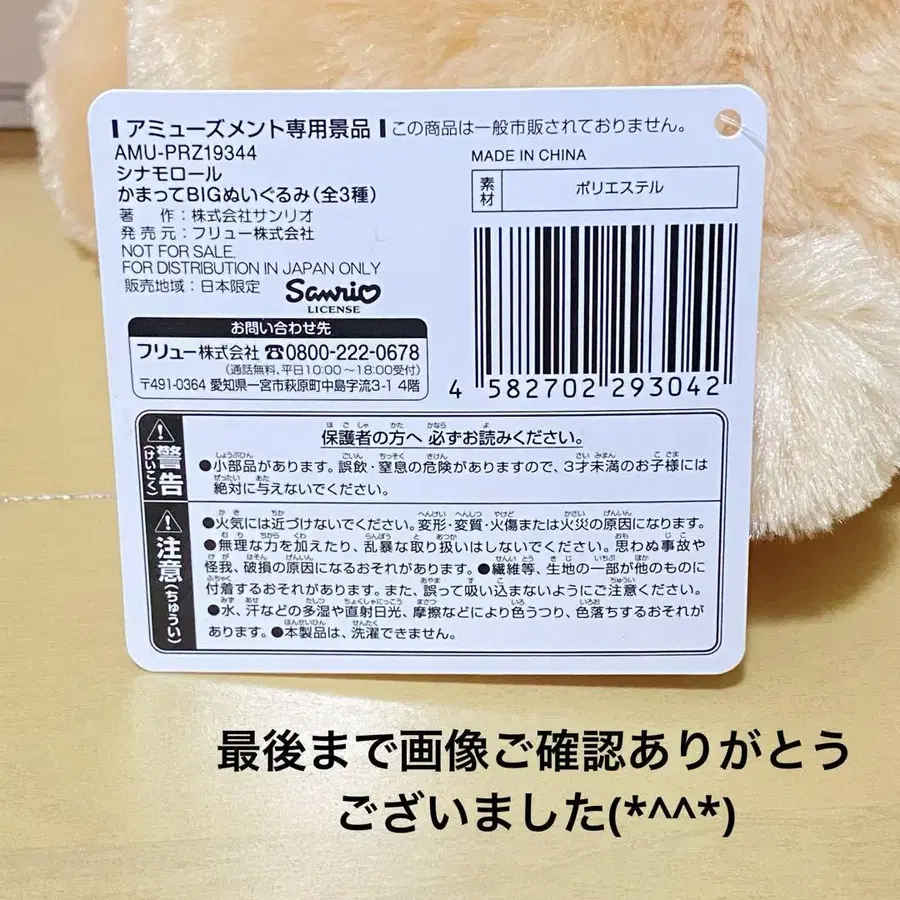 アミューズメント専用景品 この商品は一般市販されておりません。
AMU-PRZ19344
シナモロール
かまってBIGぬいぐるみ(全3種)
著 作:株式会社サンリオ
発 売 元:フリュー株式会社
NOT FOR SALE.
FOR DISTRIBUTION IN JAPAN ONLY
販売地域:日本限定
Sanrio
LICENSE
お問い合わせ先
フリュー株式会社 ☎0800-222-0678
(通話無料、平日10:00~18:00受付)
〒491-0364 愛知県一宮市萩原町中島字流3-1 4階
MADE IN CHINA
素材 ポリエステル
4 582702 293042
⚠警告(けいこく)
保護者の方へ 必ずお読みください。
●小部品があります。誤飲・窒息の危険がありますので、3才未満のお子様には
絶対に与えないでください。
⚠注意(ちゅうい)
●火気には近づけないでください。変形・変質・火傷または火災の原因になります。
●無理な力を加えたり、乱暴な取り扱いはしないでください。思わぬ事故や
怪我、破損の原因になるおそれがあります。●繊維等、生地の一部が他のものに
付着するおそれがあります。また、誤って吸い込まないようにご注意ください。
●水、汗などの多湿や直射日光、摩擦などにより色うつり、色落ちするおそれが
あります。●本製品は、洗濯できません。
最後まで画像ご確認ありがとう
ございました(*^^*)